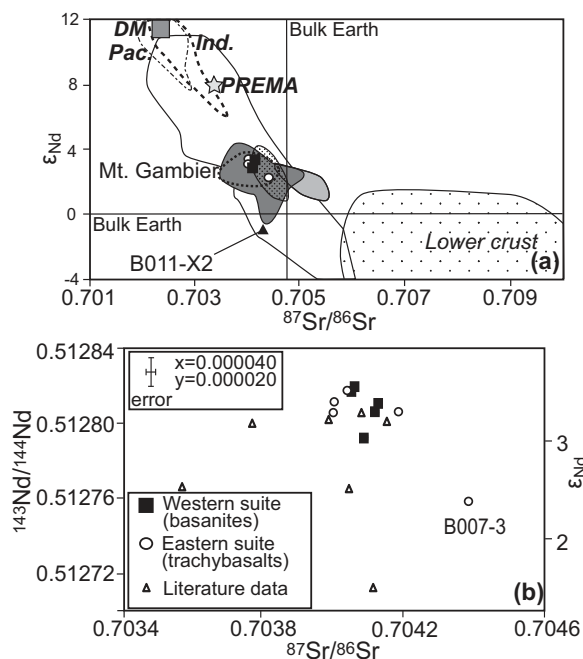 12
DM
Ind.
Bulk Earth
Pac.
8
PREMA
εNd
4
Mt. Gambier
0
Bulk Earth
Lower crust
B011-X2
-4
(a)
0.701 0.703 0.705 0.707 0.709
⁸⁷Sr/⁸⁶Sr
0.51284
x=0.000040
y=0.000020
error
¹⁴³Nd/¹⁴⁴Nd
0.51280
3
εNd
0.51276
Western suite
(basanites)
B007-3
Eastern suite
(trachybasalts)
2
0.51272
Literature data
(b)
0.7034 0.7038 0.7042 0.7046
⁸⁷Sr/⁸⁶Sr